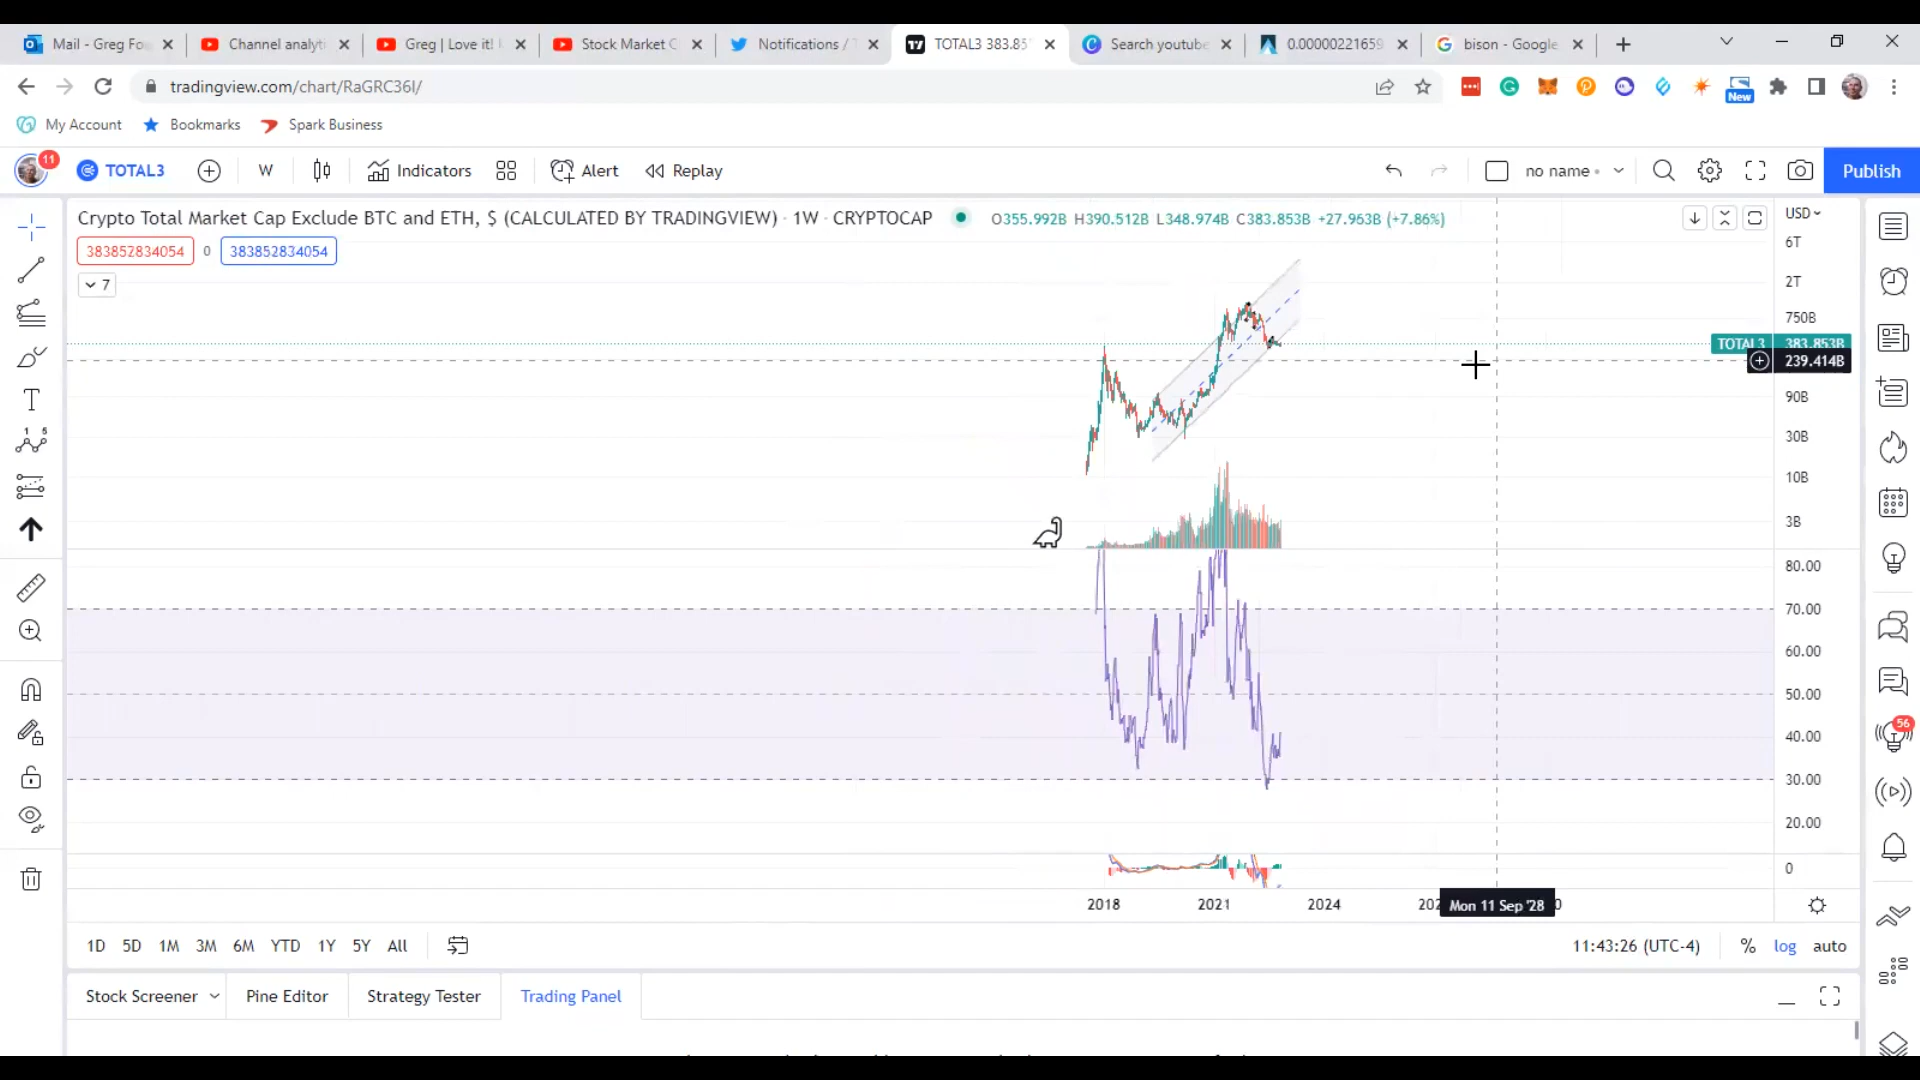 Mail - Greg Fo
Channel analyti
Greg | Love it!
Stock Market C
Notifications / T
TOTAL3 383.85
Search youtube
0.00000221659
bison - Google
tradingview.com/chart/RaGRC36I/
New
My Account
Bookmarks
Spark Business
11
TOTAL3
W
Indicators
Alert
Replay
no name
Publish
Crypto Total Market Cap Exclude BTC and ETH, $ (CALCULATED BY TRADINGVIEW) · 1W · CRYPTOCAP
O355.992B H390.512B L348.974B C383.853B +27.963B (+7.86%)
USD
383852834054
0
383852834054
7
6T
2T
750B
TOTAL3
383.853B
239.414B
90B
30B
10B
3B
80.00
70.00
60.00
50.00
40.00
30.00
20.00
0
56
2018
2021
2024
Mon 11 Sep '28
1D
5D
1M
3M
6M
YTD
1Y
5Y
All
11:43:26 (UTC-4)
%
log
auto
Stock Screener
Pine Editor
Strategy Tester
Trading Panel